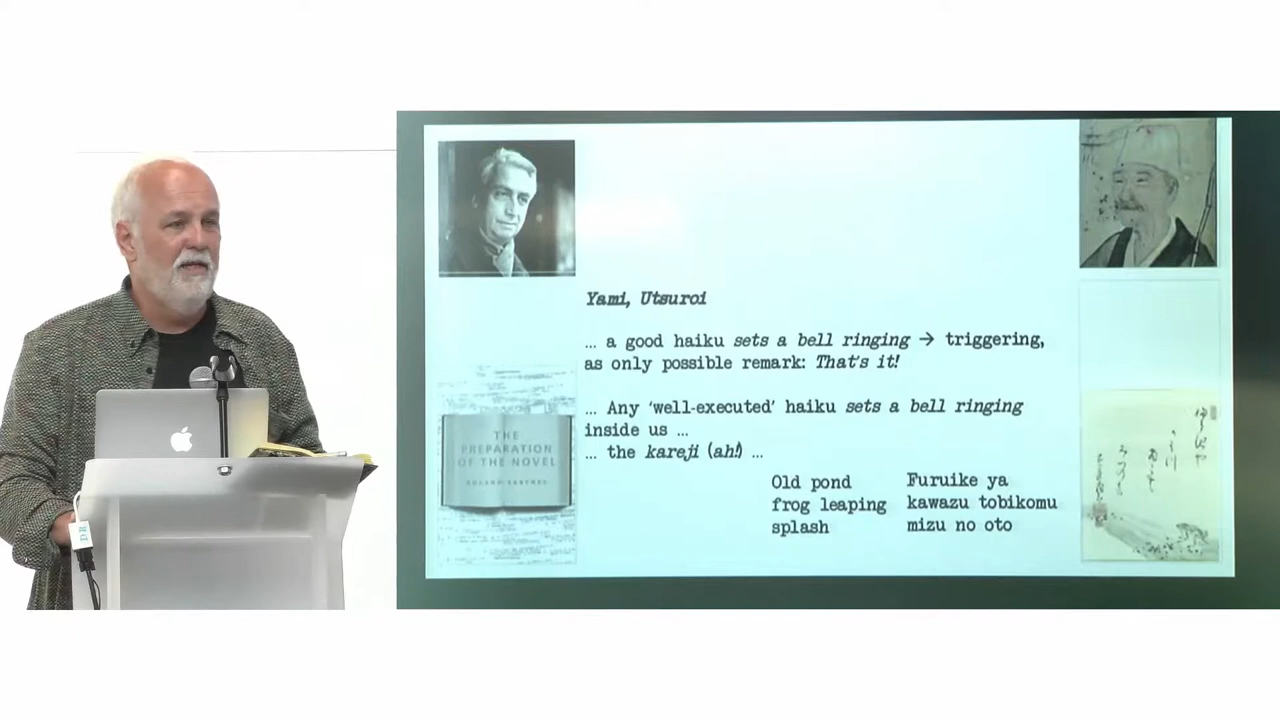 Yami, Utsuroi
… a good haiku sets a bell ringing → triggering,
as only possible remark: That's it!
… Any 'well-executed' haiku sets a bell ringing
inside us …
… the kareji (ah!) …
Old pond
frog leaping
splash
Furuike ya
kawazu tobikomu
mizu no oto
THE
PREPARATION
OF THE NOVEL
ROLAND BARTHES